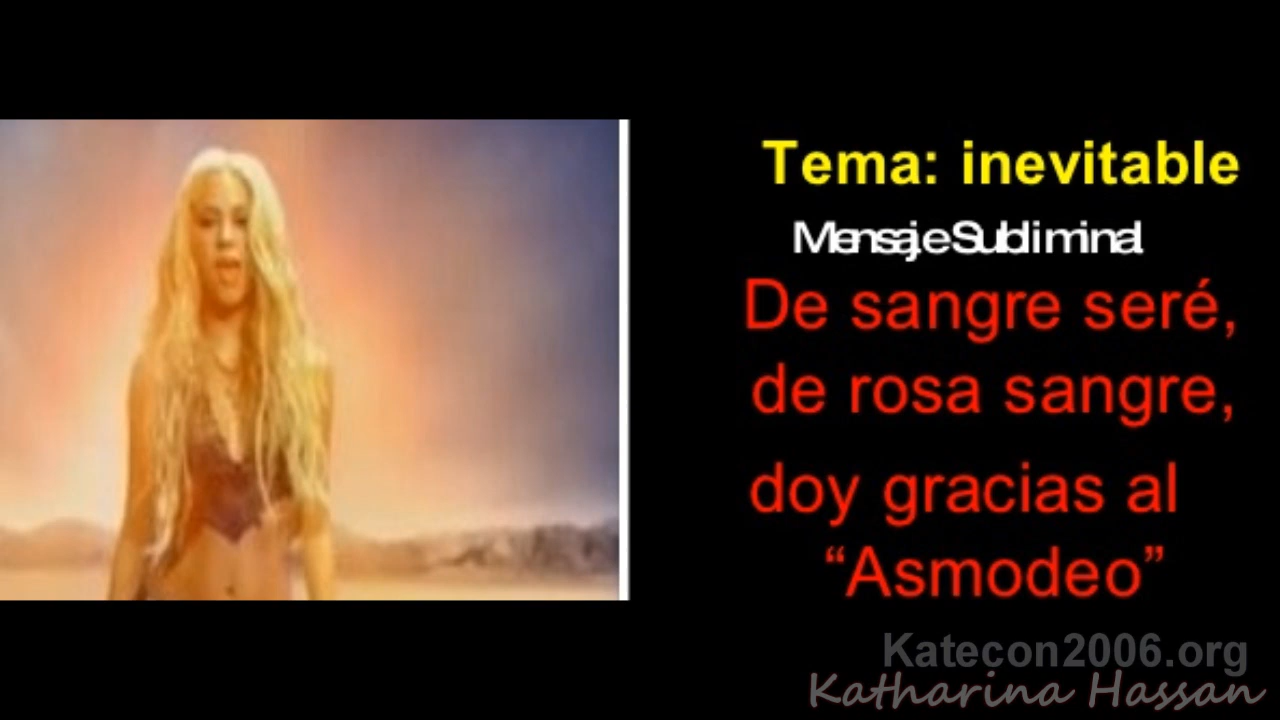 Tema: inevitable
Mensaje Subliminal
De sangre seré,
de rosa sangre,
doy gracias al
“Asmodeo”
Katecon2006.org
Katharina Hassan